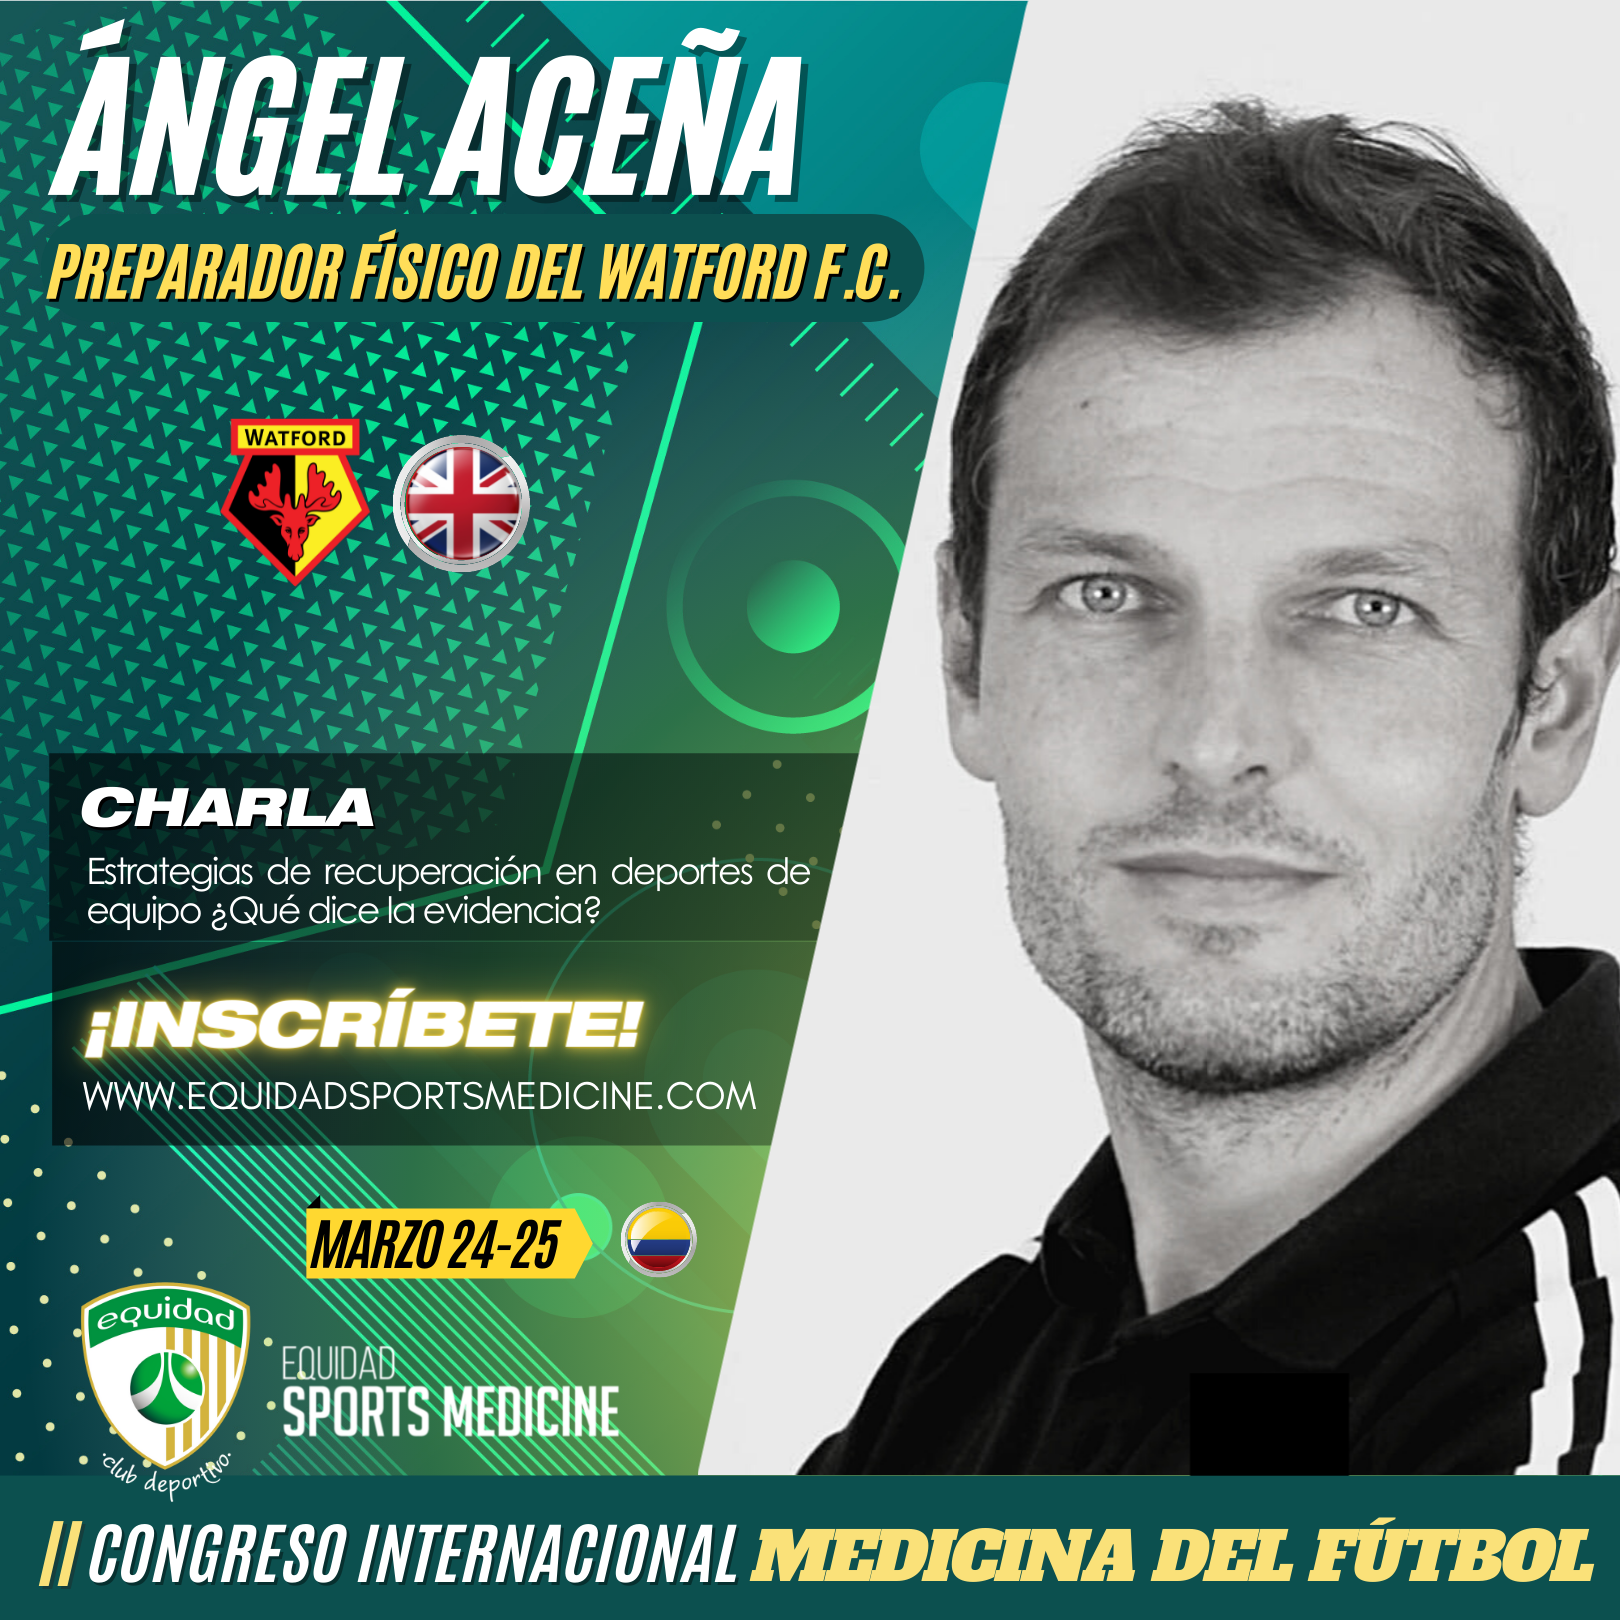 ÁNGEL ACEÑA
PREPARADOR FÍSICO DEL WATFORD F.C.
WATFORD
CHARLA
Estrategias de recuperación en deportes de
equipo ¿Qué dice la evidencia?
¡INSCRÍBETE!
WWW.EQUIDADSPORTSMEDICINE.COM
MARZO 24-25
equidad
club deportivo
EQUIDAD
SPORTS MEDICINE
II CONGRESO INTERNACIONAL MEDICINA DEL FÚTBOL